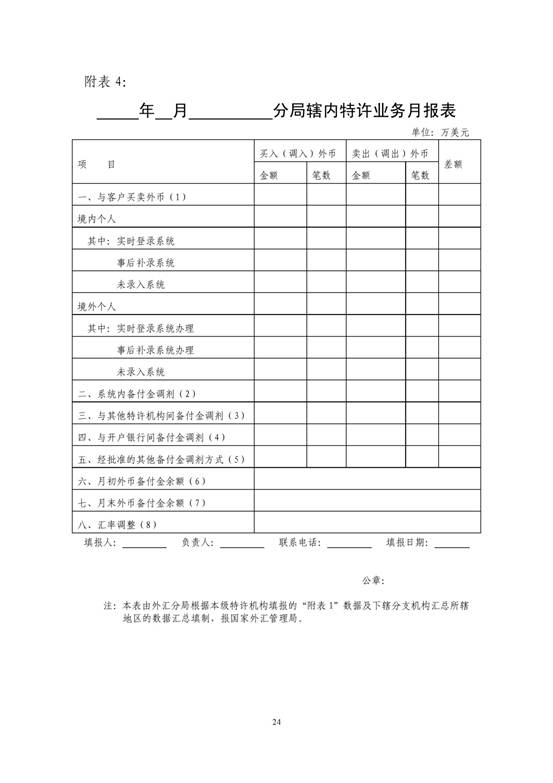 附表 4：
_____年__月__________分局辖内特许业务月报表
单位：万美元
项 目 买入（调入）外币 卖出（调出）外币 差额
金额 笔数 金额 笔数
一、与客户买卖外币（1）
境内个人
其中：实时登录系统
事后补录系统
未录入系统
境外个人
其中：实时登录系统办理
事后补录系统办理
未录入系统
二、系统内备付金调剂（2）
三、与其他特许机构间备付金调剂（3）
四、与开户银行间备付金调剂（4）
五、经批准的其他备付金调剂方式（5）
六、月初外币备付金余额（6）
七、月末外币备付金余额（7）
八、汇率调整（8）
填报人：________ 负责人：________ 联系电话：________ 填报日期：______
公章：
注：本表由外汇分局根据本级特许机构填报的“附表 1”数据及下辖分支机构汇总所辖
地区的数据汇总填制，报国家外汇管理局。
24